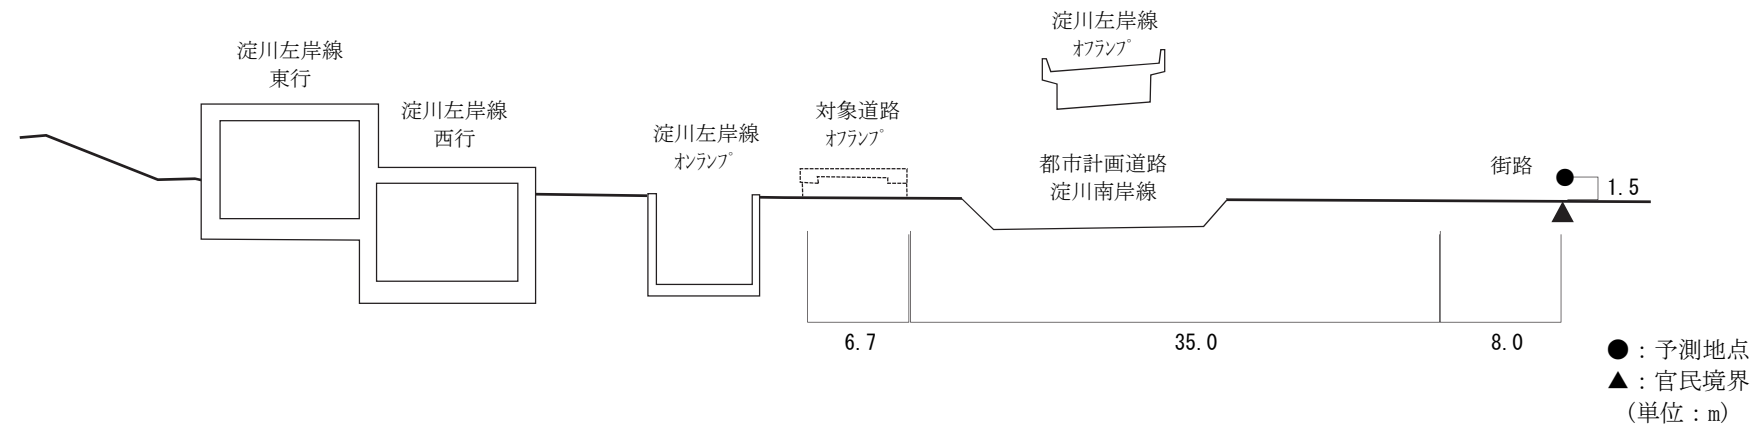 淀川左岸線
東行
淀川左岸線
西行
淀川左岸線
ｵﾝﾗﾝﾌﾟ
対象道路
ｵﾌﾗﾝﾌﾟ
淀川左岸線
ｵﾌﾗﾝﾌﾟ
都市計画道路
淀川南岸線
街路
1.5
6.7
35.0
8.0
●：予測地点
▲：官民境界
(単位：m)